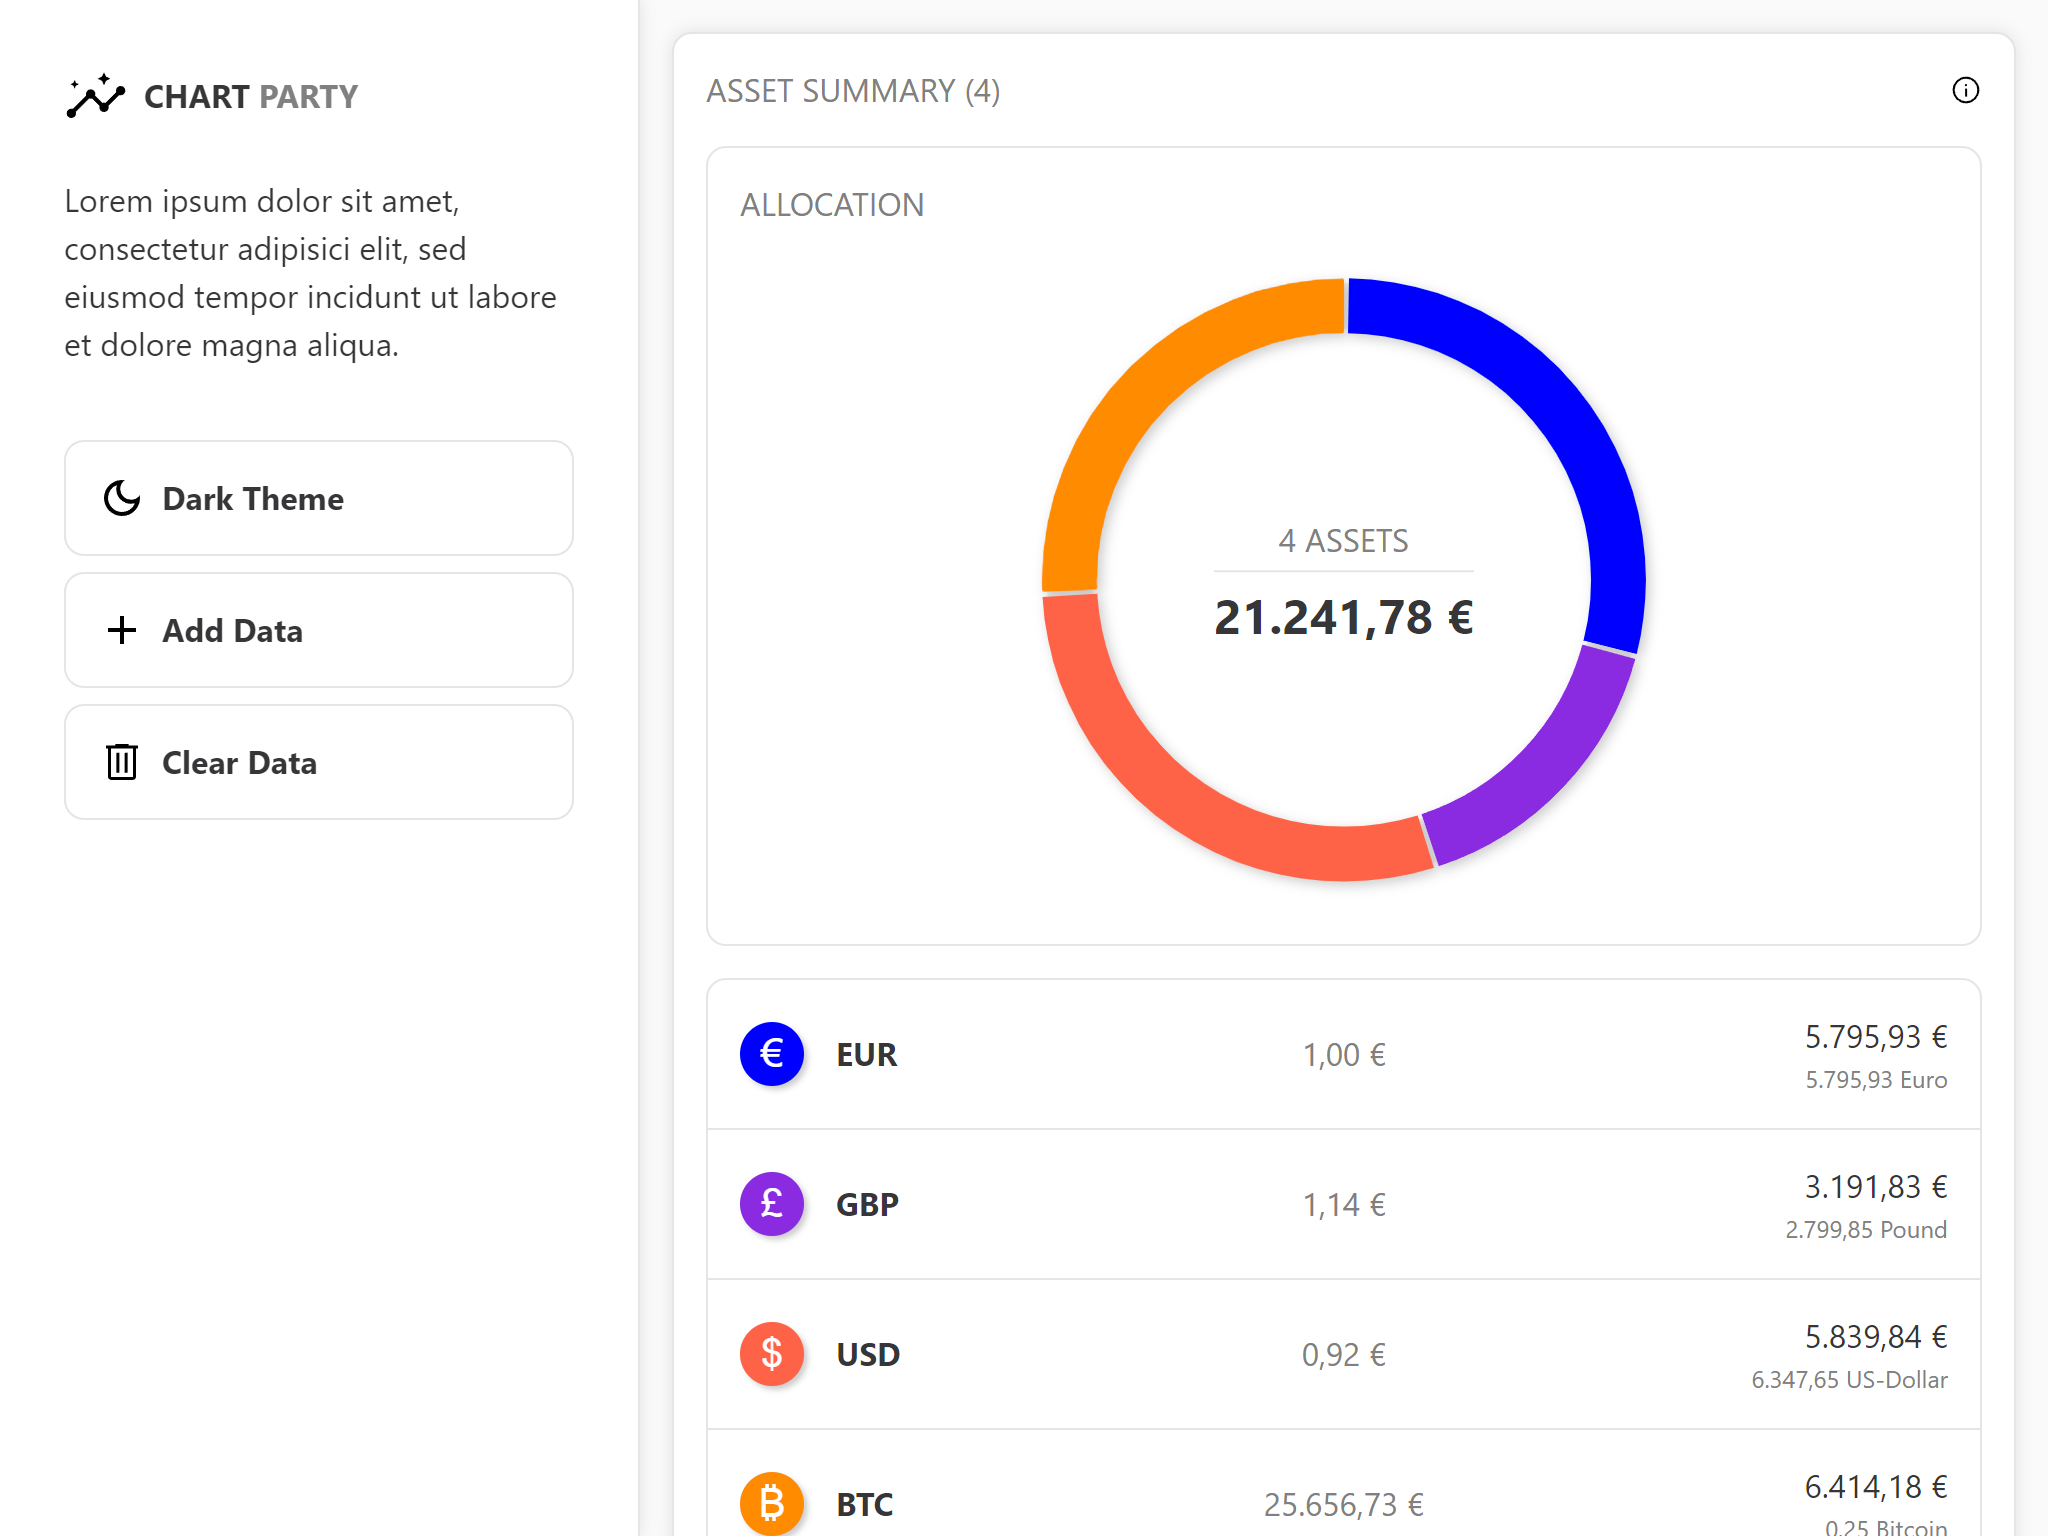 CHART PARTY
Lorem ipsum dolor sit amet,
consectetur adipisici elit, sed
eiusmod tempor incidunt ut labore
et dolore magna aliqua.
Dark Theme
Add Data
Clear Data
ASSET SUMMARY (4)
ALLOCATION
4 ASSETS
21.241,78 €
€ EUR 1,00 € 5.795,93 €
5.795,93 Euro
£ GBP 1,14 € 3.191,83 €
2.799,85 Pound
$ USD 0,92 € 5.839,84 €
6.347,65 US-Dollar
₿ BTC 25.656,73 € 6.414,18 €
0,25 Bitcoin